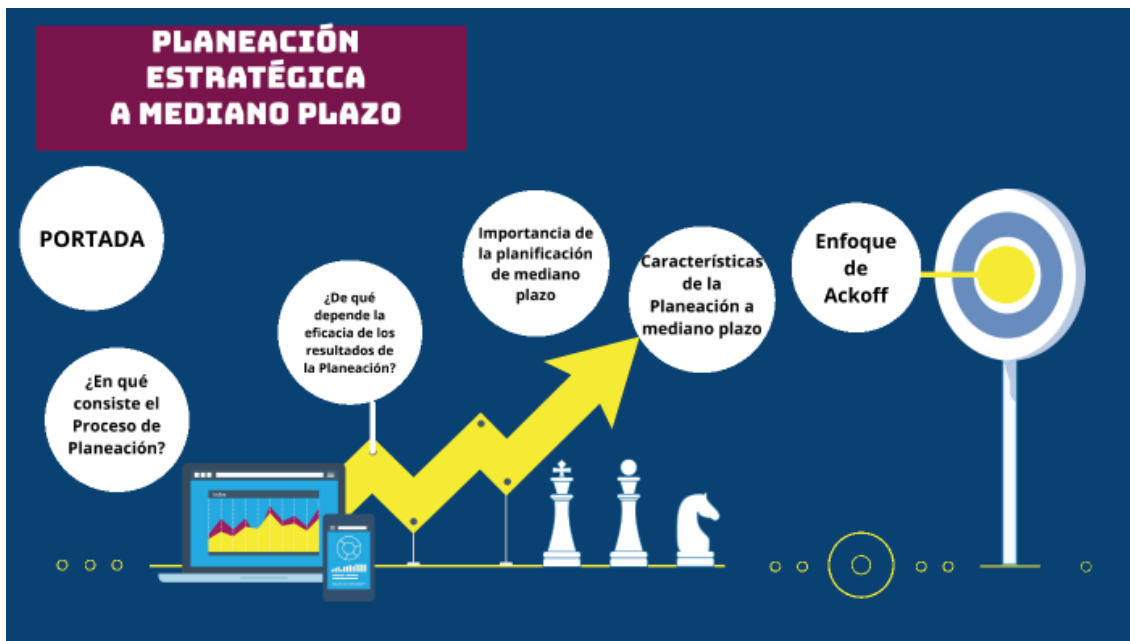 PLANEACIÓN
ESTRATÉGICA
A MEDIANO PLAZO
PORTADA
¿En qué
consiste el
Proceso de
Planeación?
¿De qué
depende la
eficacia de los
resultados de
la Planeación?
Importancia de
la planificación
de mediano
plazo
Características
de la
Planeación a
mediano plazo
Enfoque
de
Ackoff